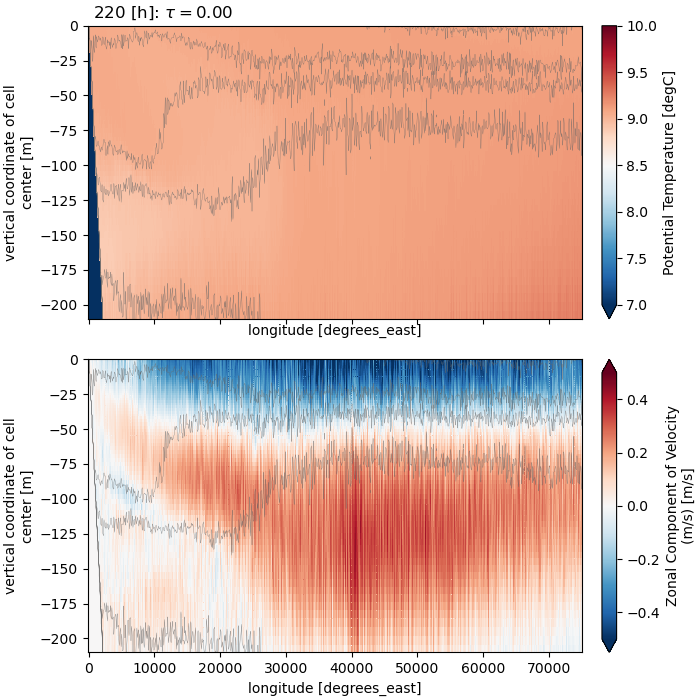 220 [h]: τ = 0.00
0
−25
−50
−75
−100
−125
−150
−175
−200
vertical coordinate of cell
center [m]
longitude [degrees_east]
10.0
9.5
9.0
8.5
8.0
7.5
7.0
Potential Temperature [degC]
0
−25
−50
−75
−100
−125
−150
−175
−200
vertical coordinate of cell
center [m]
0 10000 20000 30000 40000 50000 60000 70000
longitude [degrees_east]
0.4
0.2
0.0
−0.2
−0.4
Zonal Component of Velocity
(m/s) [m/s]